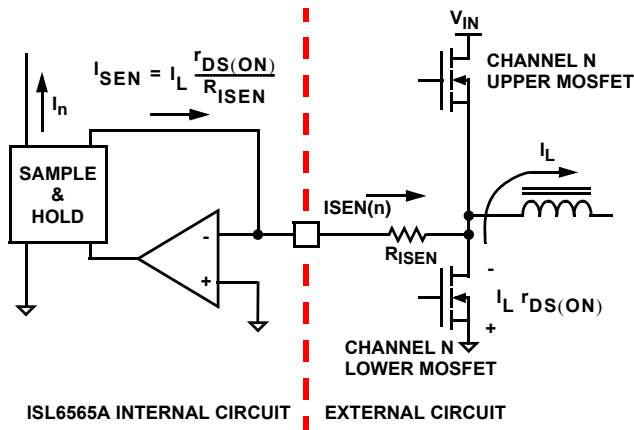 I_SEN = I_L r_DS(ON) / R_ISEN
I_n
SAMPLE
&
HOLD
-
+
V_IN
CHANNEL N
UPPER MOSFET
I_L
ISEN(n)
R_ISEN
-
I_L r_DS(ON)
+
CHANNEL N
LOWER MOSFET
ISL6565A INTERNAL CIRCUIT
EXTERNAL CIRCUIT